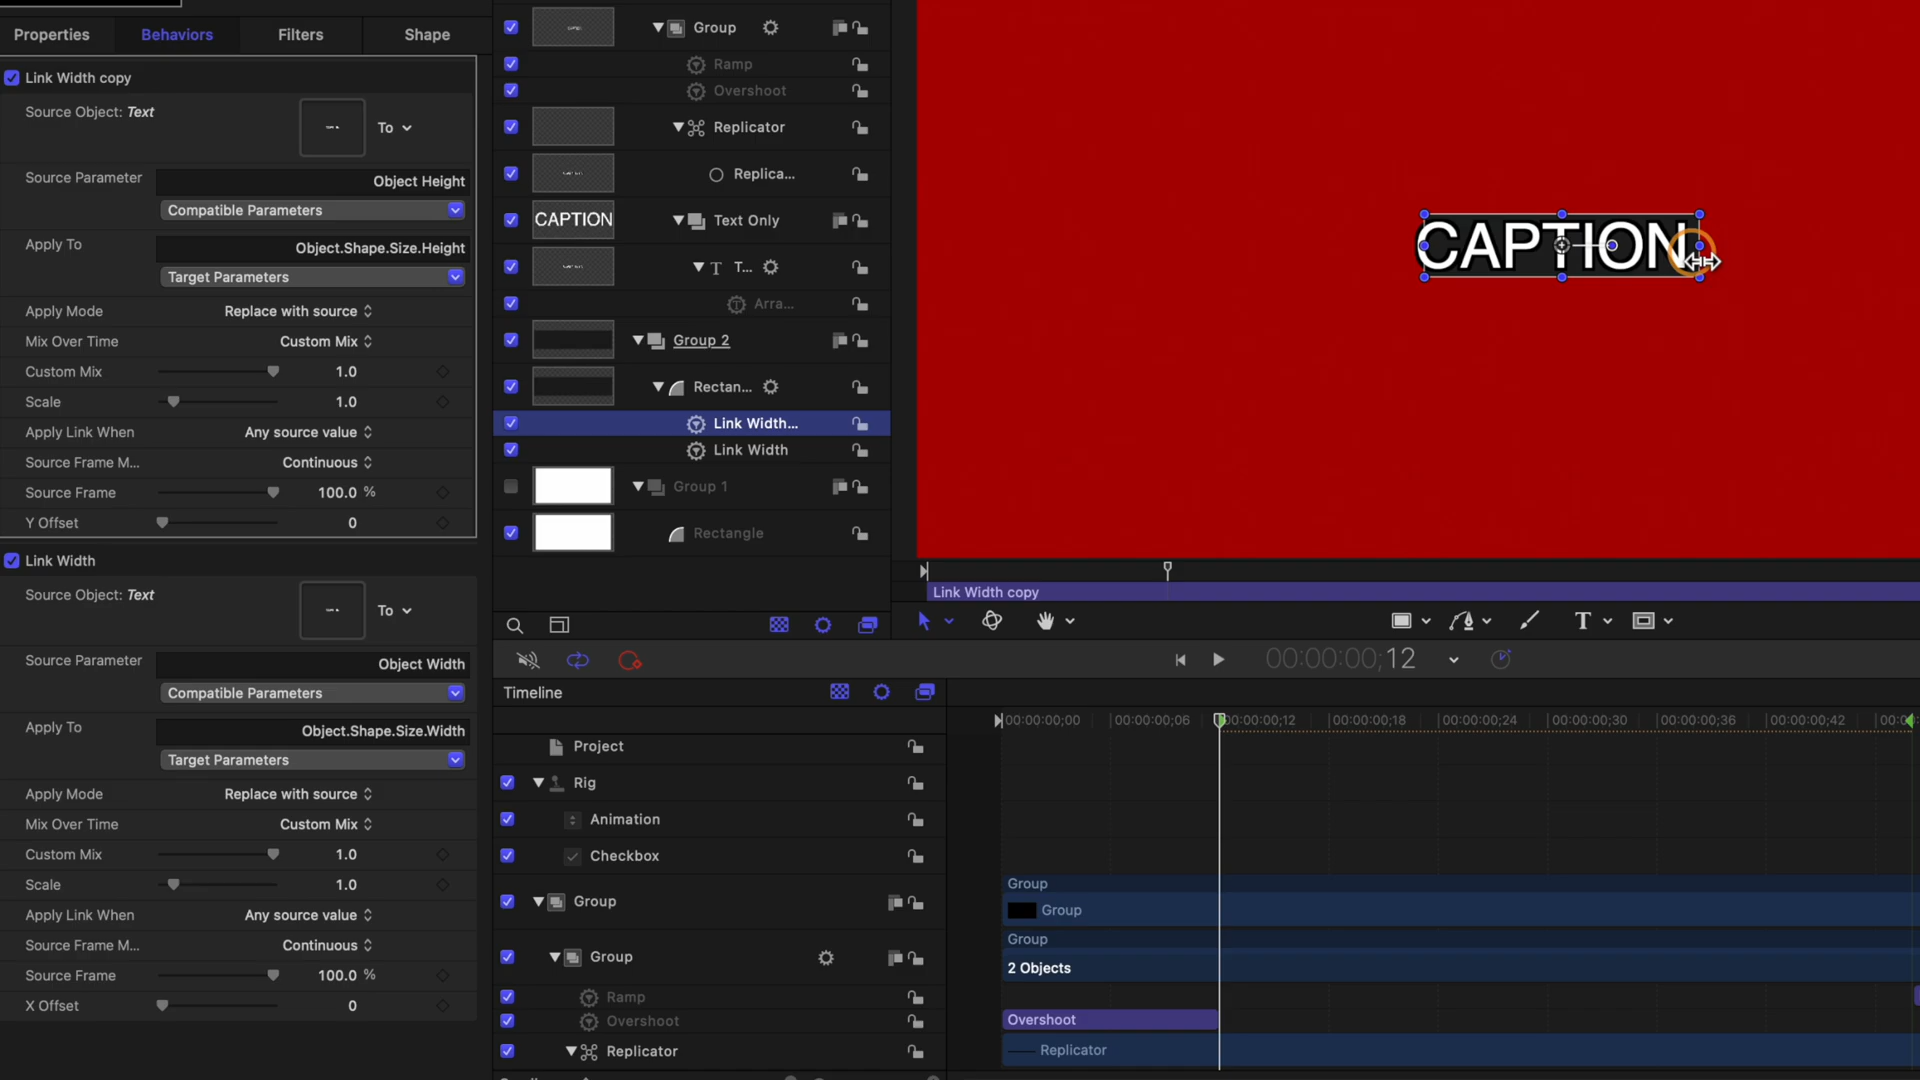 Properties
Behaviors
Filters
Shape
Link Width copy
Source Object: Text
To
Source Parameter
Object Height
Compatible Parameters
Apply To
Object.Shape.Size.Height
Target Parameters
Apply Mode
Replace with source
Mix Over Time
Custom Mix
Custom Mix
1.0
Scale
1.0
Apply Link When
Any source value
Source Frame M...
Continuous
Source Frame
100.0 %
Y Offset
0
Link Width
Source Object: Text
To
Source Parameter
Object Width
Compatible Parameters
Apply To
Object.Shape.Size.Width
Target Parameters
Apply Mode
Replace with source
Mix Over Time
Custom Mix
Custom Mix
1.0
Scale
1.0
Apply Link When
Any source value
Source Frame M...
Continuous
Source Frame
100.0 %
X Offset
0
Group
Ramp
Overshoot
Replicator
Replica...
CAPTION
Text Only
T...
Arra...
Group 2
Rectan...
Link Width...
Link Width
Group 1
Rectangle
CAPTION
Link Width copy
T
00:00:00;12
Timeline
00:00:00;00
00:00:00;06
00:00:00;12
00:00:00;18
00:00:00;24
00:00:00;30
00:00:00;36
00:00:00;42
Project
Rig
Animation
Checkbox
Group
Group
Group
Group
Group
2 Objects
Ramp
Overshoot
Overshoot
Replicator
Replicator